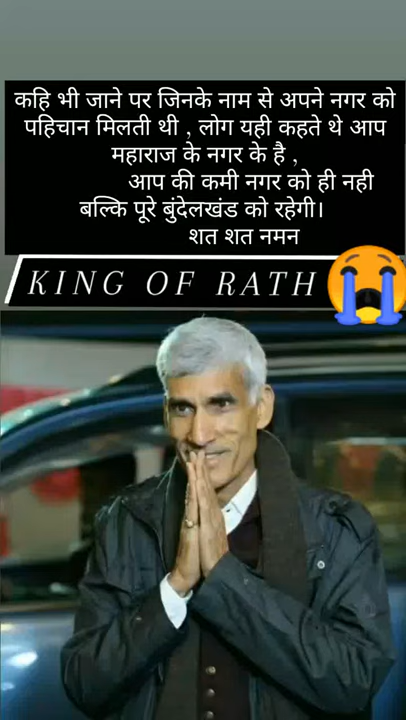 कहि भी जाने पर जिनके नाम से अपने नगर को
पहिचान मिलती थी , लोग यही कहते थे आप
महाराज के नगर के है ,
आप की कमी नगर को ही नही
बल्कि पूरे बुंदेलखंड को रहेगी।
शत शत नमन
KING OF RATH